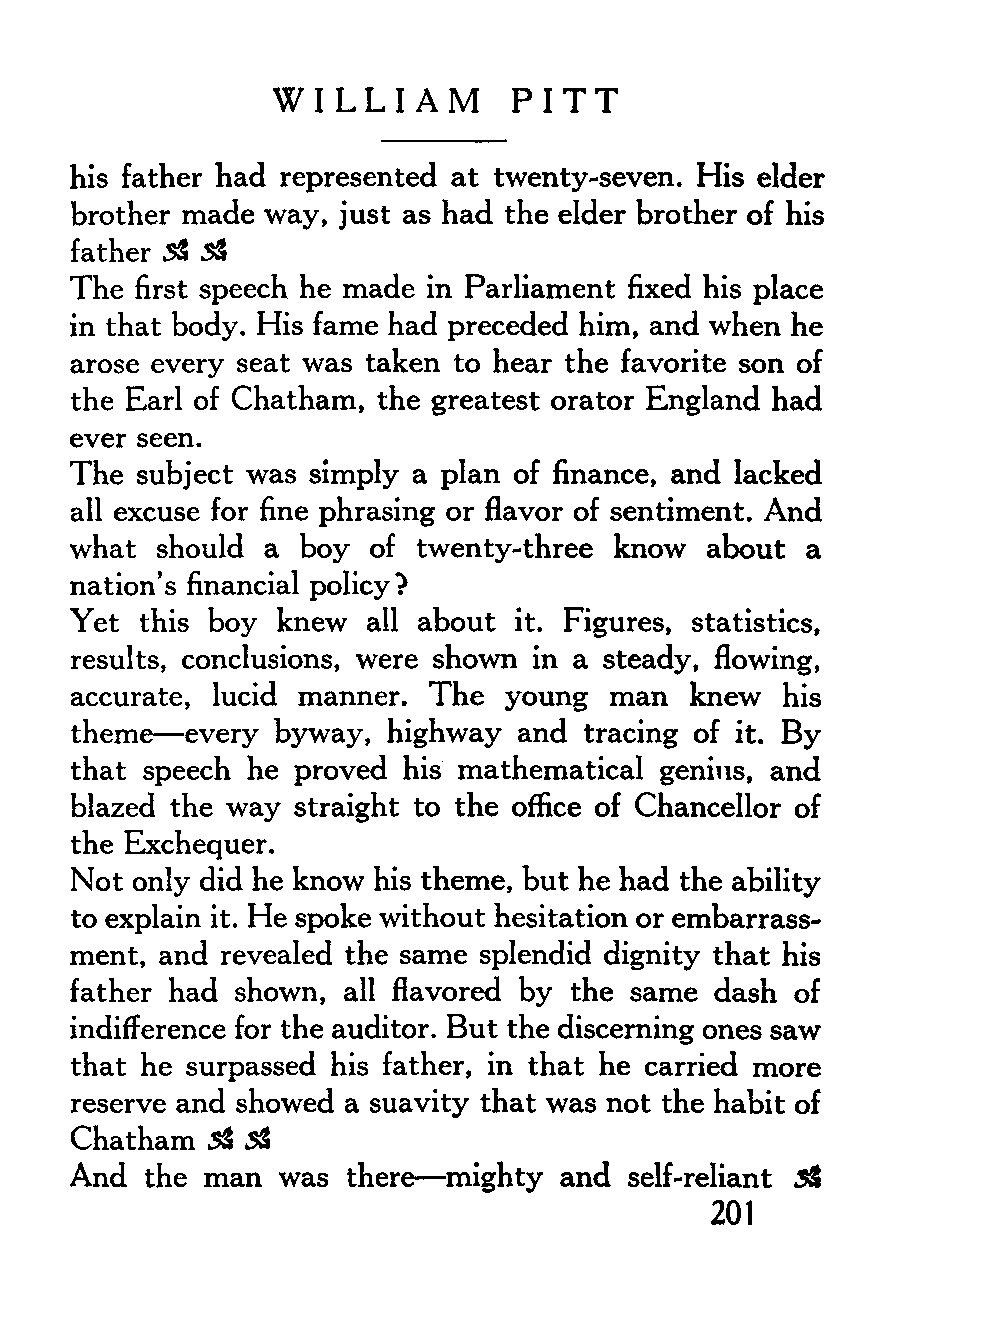 WILLIAM PITT
his father had represented at twenty-seven. His elder
brother made way, just as had the elder brother of his
father
The first speech he made in Parliament fixed his place
in that body. His fame had preceded him, and when he
arose every seat was taken to hear the favorite son of
the Earl of Chatham, the greatest orator England had
ever seen.
The subject was simply a plan of finance, and lacked
all excuse for fine phrasing or flavor of sentiment. And
what should a boy of twenty-three know about a
nation's financial policy?
Yet this boy knew all about it. Figures, statistics,
results, conclusions, were shown in a steady, flowing,
accurate, lucid manner. The young man knew his
theme—every byway, highway and tracing of it. By
that speech he proved his mathematical genius, and
blazed the way straight to the office of Chancellor of
the Exchequer.
Not only did he know his theme, but he had the ability
to explain it. He spoke without hesitation or embarrass-
ment, and revealed the same splendid dignity that his
father had shown, all flavored by the same dash of
indifference for the auditor. But the discerning ones saw
that he surpassed his father, in that he carried more
reserve and showed a suavity that was not the habit of
Chatham
And the man was there—mighty and self-reliant
201